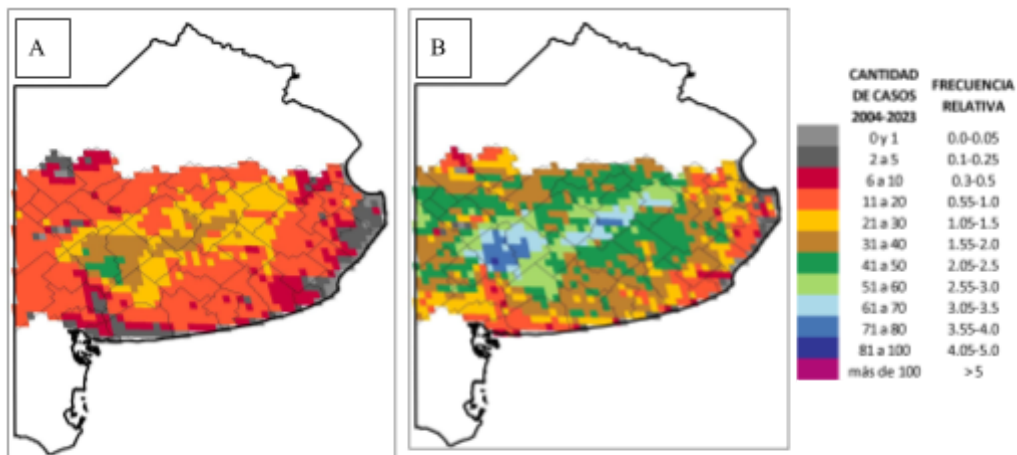 A
B
CANTIDAD DE CASOS 2004-2023 FRECUENCIA RELATIVA
0 y 1 0.0-0.05
2 a 5 0.1-0.25
6 a 10 0.3-0.5
11 a 20 0.55-1.0
21 a 30 1.05-1.5
31 a 40 1.55-2.0
41 a 50 2.05-2.5
51 a 60 2.55-3.0
61 a 70 3.05-3.5
71 a 80 3.55-4.0
81 a 100 4.05-5.0
más de 100 > 5